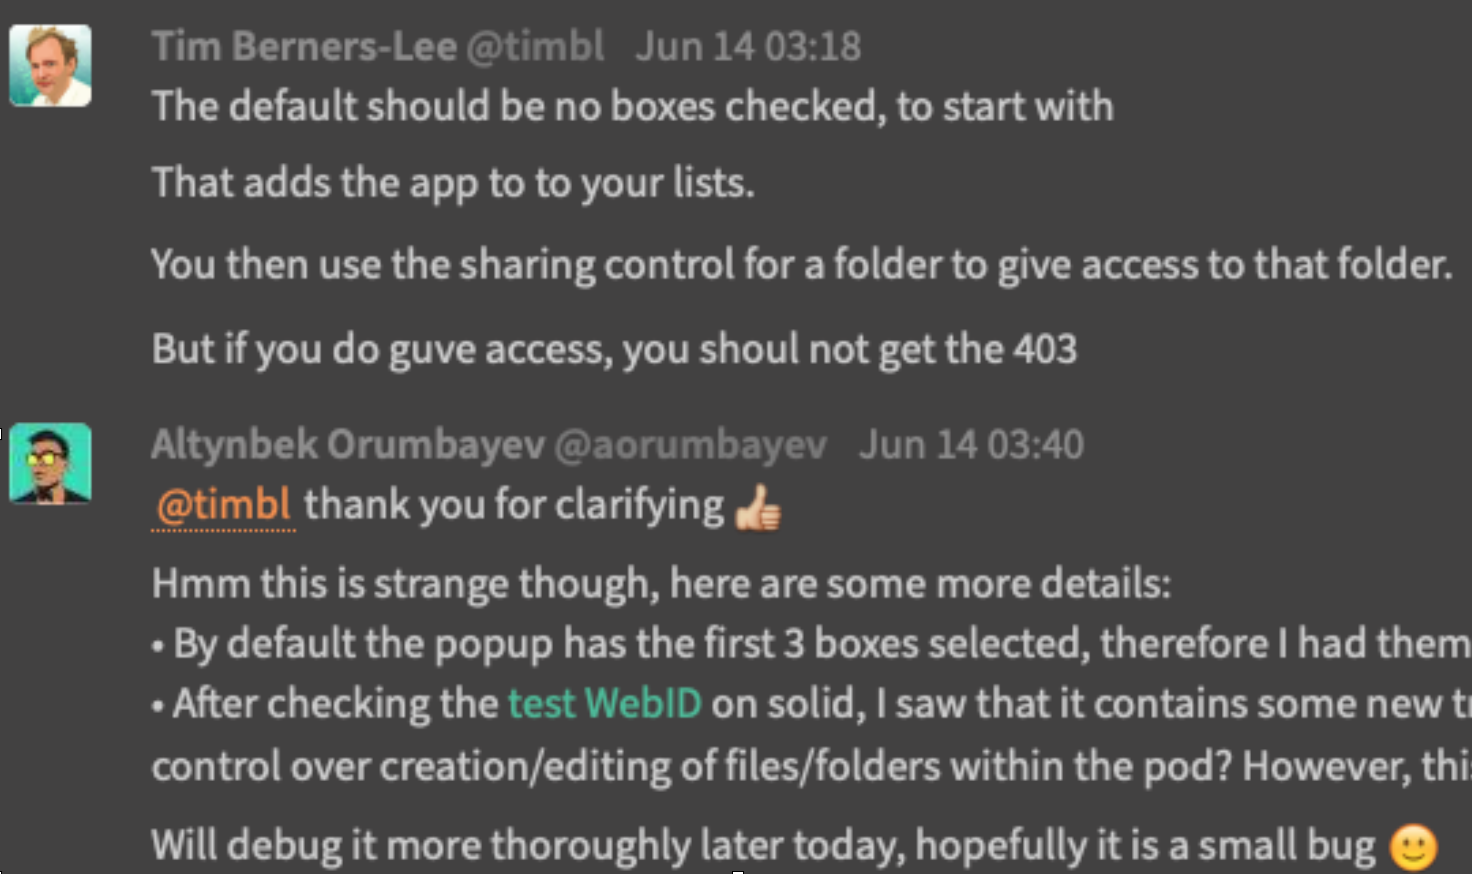 Tim Berners-Lee @timbl Jun 14 03:18
The default should be no boxes checked, to start with
That adds the app to to your lists.
You then use the sharing control for a folder to give access to that folder.
But if you do guve access, you shoul not get the 403
Altynbek Orumbayev @aorumbayev Jun 14 03:40
@timbl thank you for clarifying 👍
Hmm this is strange though, here are some more details:
• By default the popup has the first 3 boxes selected, therefore I had them
• After checking the test WebID on solid, I saw that it contains some new
control over creation/editing of files/folders within the pod? However,
Will debug it more thoroughly later today, hopefully it is a small bug 🙂